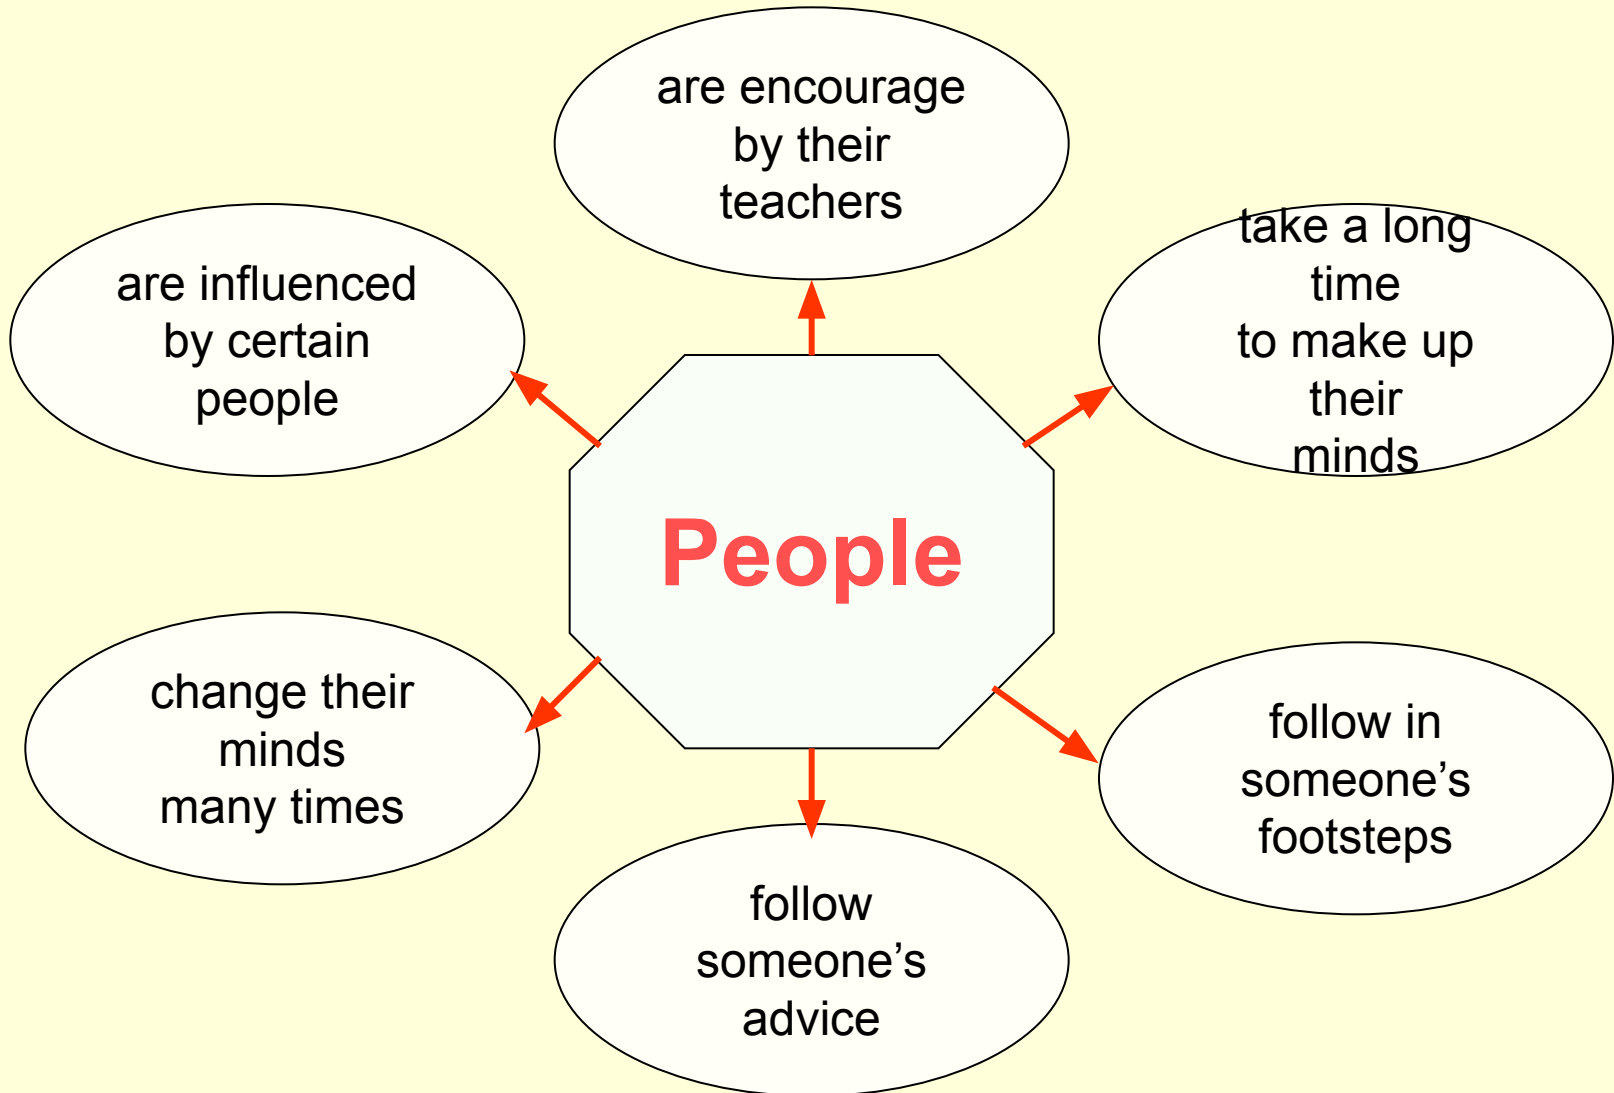 are encourage
by their
teachers
are influenced
by certain
people
take a long
time
to make up
their
minds
People
change their
minds
many times
follow in
someone’s
footsteps
follow
someone’s
advice